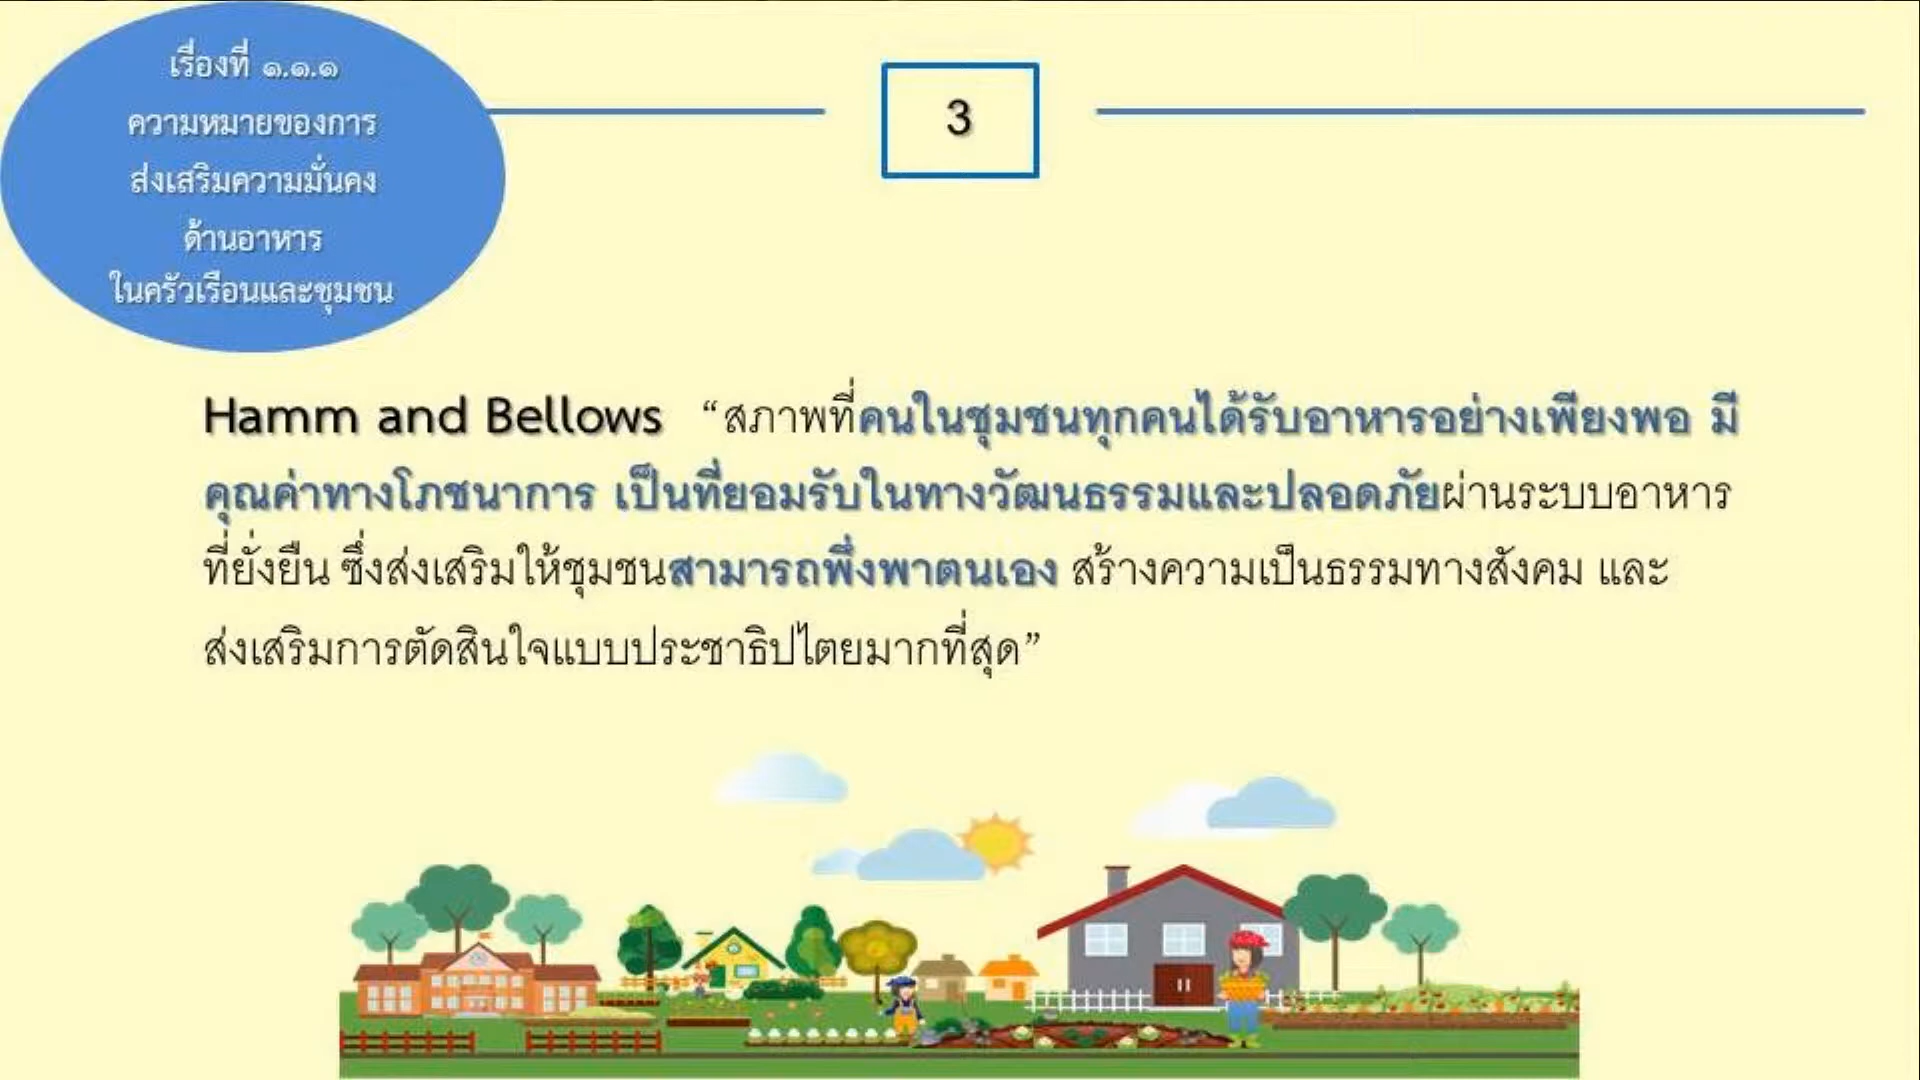 เรื่องที่ ๑.๑.๑
ความหมายของการ
ส่งเสริมความมั่นคง
ด้านอาหาร
ในครัวเรือนและชุมชน
3
Hamm and Bellows “สภาพที่คนในชุมชนทุกคนได้รับอาหารอย่างเพียงพอ มี
คุณค่าทางโภชนาการ เป็นที่ยอมรับในทางวัฒนธรรมและปลอดภัยผ่านระบบอาหาร
ที่ยั่งยืน ซึ่งส่งเสริมให้ชุมชนสามารถพึ่งพาตนเอง สร้างความเป็นธรรมทางสังคม และ
ส่งเสริมการตัดสินใจแบบประชาธิปไตยมากที่สุด”